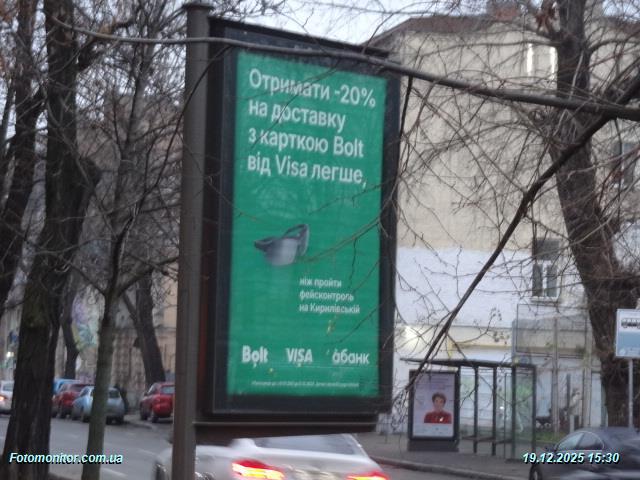 Отримати -20%
на доставку
з карткою Bolt
від Visa легше,
ніж пройти
фейсконтроль
на Кирилівській
Bolt VISA àбанк
Fotomonitor.com.ua
19.12.2025 15:30